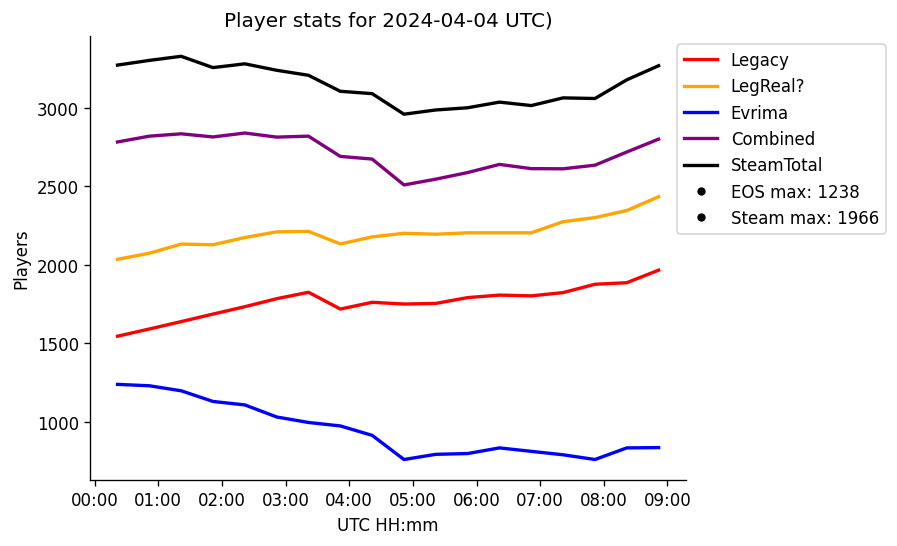 Player stats for 2024-04-04 UTC)
Players
3000
2500
2000
1500
1000
00:00 01:00 02:00 03:00 04:00 05:00 06:00 07:00 08:00 09:00
UTC HH:mm
Legacy
LegReal?
Evrima
Combined
SteamTotal
EOS max: 1238
Steam max: 1966